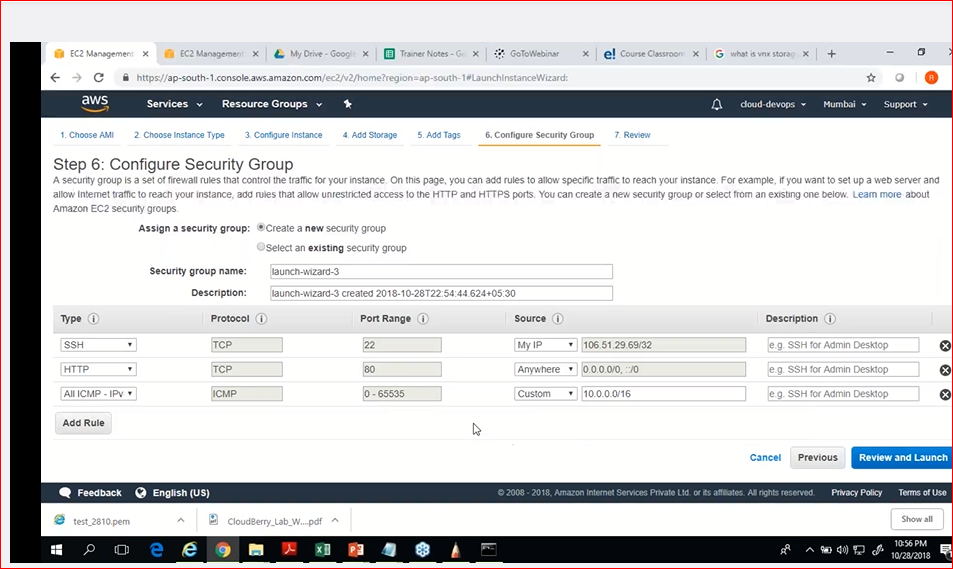 EC2 Management
EC2 Management
My Drive - Google
Trainer Notes - Go
GoToWebinar
Course Classroom
what is vnx storag
https://ap-south-1.console.aws.amazon.com/ec2/v2/home?region=ap-south-1#LaunchInstanceWizard:
R
aws Services Resource Groups cloud-devops Mumbai Support
1. Choose AMI 2. Choose Instance Type 3. Configure Instance 4. Add Storage 5. Add Tags 6. Configure Security Group 7. Review
Step 6: Configure Security Group
A security group is a set of firewall rules that control the traffic for your instance. On this page, you can add rules to allow specific traffic to reach your instance. For example, if you want to set up a web server and
allow Internet traffic to reach your instance, add rules that allow unrestricted access to the HTTP and HTTPS ports. You can create a new security group or select from an existing one below. Learn more about
Amazon EC2 security groups.
Assign a security group: Create a new security group
Select an existing security group
Security group name: launch-wizard-3
Description: launch-wizard-3 created 2018-10-28T22:54:44.624+05:30
Type i Protocol i Port Range i Source i Description i
SSH TCP 22 My IP 106.51.29.69/32 e.g. SSH for Admin Desktop
HTTP TCP 80 Anywhere 0.0.0.0/0, ::/0 e.g. SSH for Admin Desktop
All ICMP - IPv ICMP 0 - 65535 Custom 10.0.0.0/16 e.g. SSH for Admin Desktop
Add Rule
Cancel Previous Review and Launch
Feedback English (US) © 2008 - 2018, Amazon Internet Services Private Ltd. or its affiliates. All rights reserved. Privacy Policy Terms of Use
test_2810.pem CloudBerry_Lab_W....pdf Show all
10:56 PM
10/28/2018